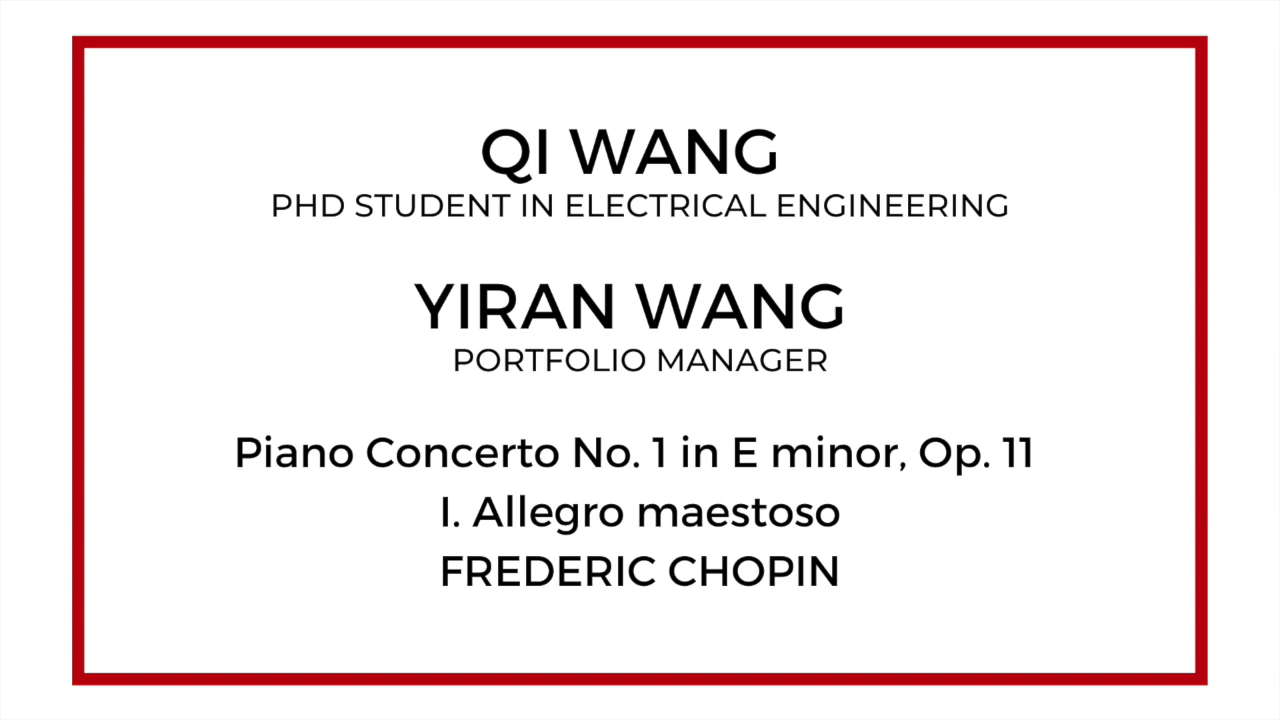 QI WANG
PHD STUDENT IN ELECTRICAL ENGINEERING
YIRAN WANG
PORTFOLIO MANAGER
Piano Concerto No. 1 in E minor, Op. 11
I. Allegro maestoso
FREDERIC CHOPIN